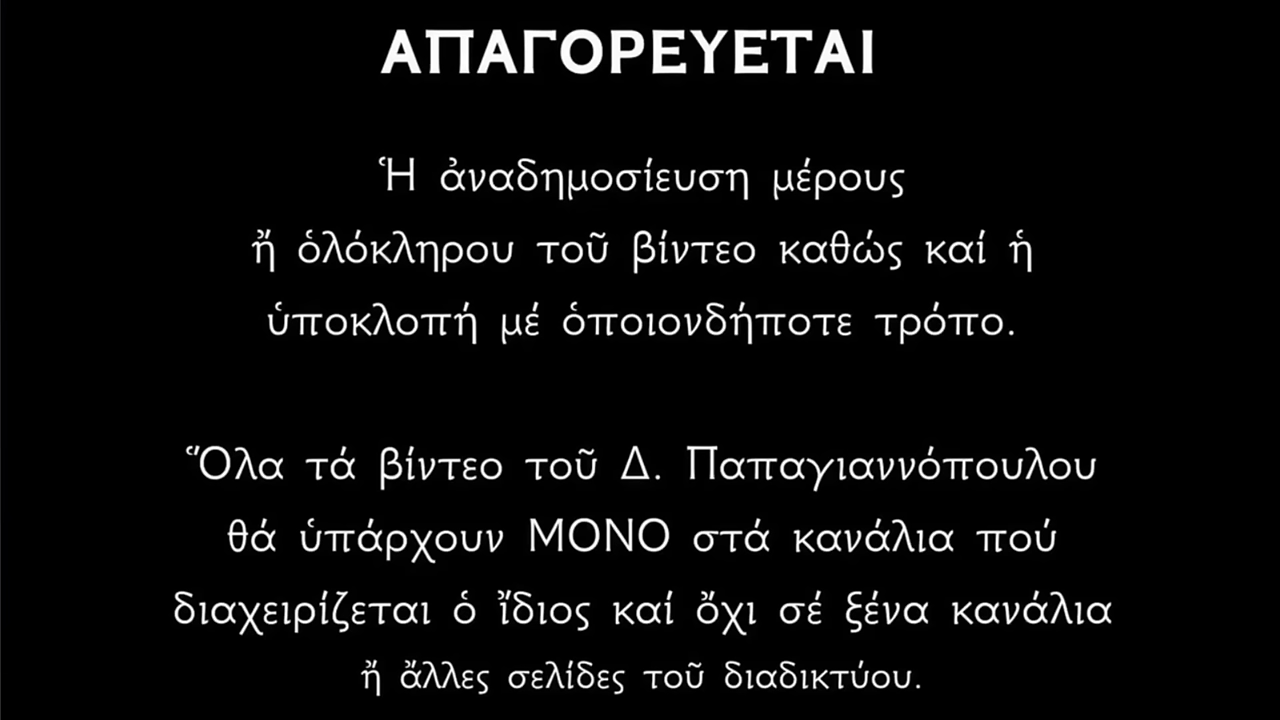 ΑΠΑΓΟΡΕΥΕΤΑΙ
Ἡ ἀναδημοσίευση μέρους
ἤ ὁλόκληρου τοῦ βίντεο καθώς καί ἡ
ὑποκλοπή μέ ὁποιονδήποτε τρόπο.
Ὅλα τά βίντεο τοῦ Δ. Παπαγιαννόπουλου
θά ὑπάρχουν ΜΟΝΟ στά κανάλια πού
διαχειρίζεται ὁ ἴδιος καί ὄχι σέ ξένα κανάλια
ἤ ἄλλες σελίδες τοῦ διαδικτύου.